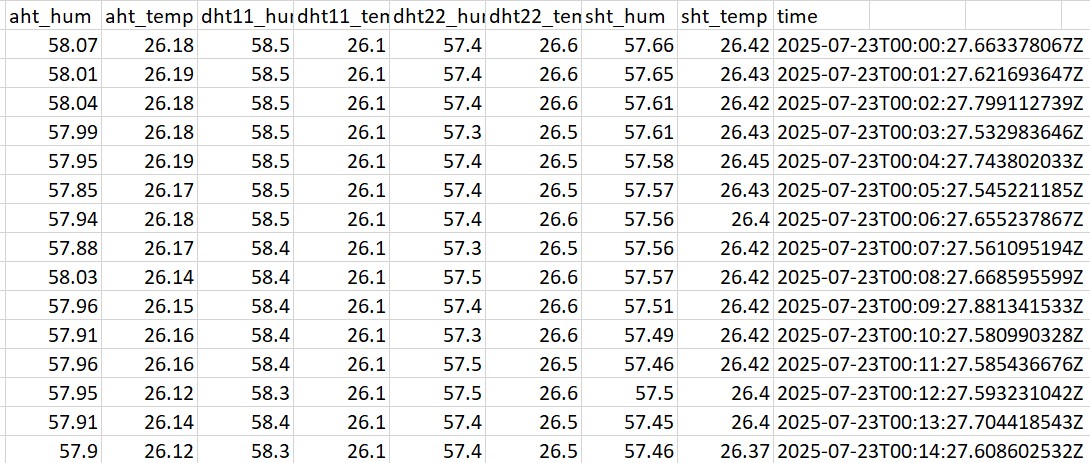 aht_hum aht_temp dht11_hur dht11_ten dht22_hur dht22_ten sht_hum sht_temp time
58.07 26.18 58.5 26.1 57.4 26.6 57.66 26.42 2025-07-23T00:00:27.663378067Z
58.01 26.19 58.5 26.1 57.4 26.6 57.65 26.43 2025-07-23T00:01:27.621693647Z
58.04 26.18 58.5 26.1 57.4 26.6 57.61 26.42 2025-07-23T00:02:27.799112739Z
57.99 26.18 58.5 26.1 57.3 26.5 57.61 26.43 2025-07-23T00:03:27.532983646Z
57.95 26.19 58.5 26.1 57.4 26.5 57.58 26.45 2025-07-23T00:04:27.743802033Z
57.85 26.17 58.5 26.1 57.4 26.5 57.57 26.43 2025-07-23T00:05:27.545221185Z
57.94 26.18 58.5 26.1 57.4 26.6 57.56 26.4 2025-07-23T00:06:27.655237867Z
57.88 26.17 58.4 26.1 57.3 26.5 57.56 26.42 2025-07-23T00:07:27.561095194Z
58.03 26.14 58.4 26.1 57.5 26.6 57.57 26.42 2025-07-23T00:08:27.668595599Z
57.96 26.15 58.4 26.1 57.4 26.6 57.51 26.42 2025-07-23T00:09:27.881341533Z
57.91 26.16 58.4 26.1 57.3 26.6 57.49 26.42 2025-07-23T00:10:27.580990328Z
57.96 26.16 58.4 26.1 57.5 26.5 57.46 26.42 2025-07-23T00:11:27.585436676Z
57.95 26.12 58.3 26.1 57.5 26.6 57.5 26.4 2025-07-23T00:12:27.593231042Z
57.91 26.14 58.4 26.1 57.4 26.5 57.45 26.4 2025-07-23T00:13:27.704418543Z
57.9 26.12 58.3 26.1 57.4 26.5 57.46 26.37 2025-07-23T00:14:27.608602532Z